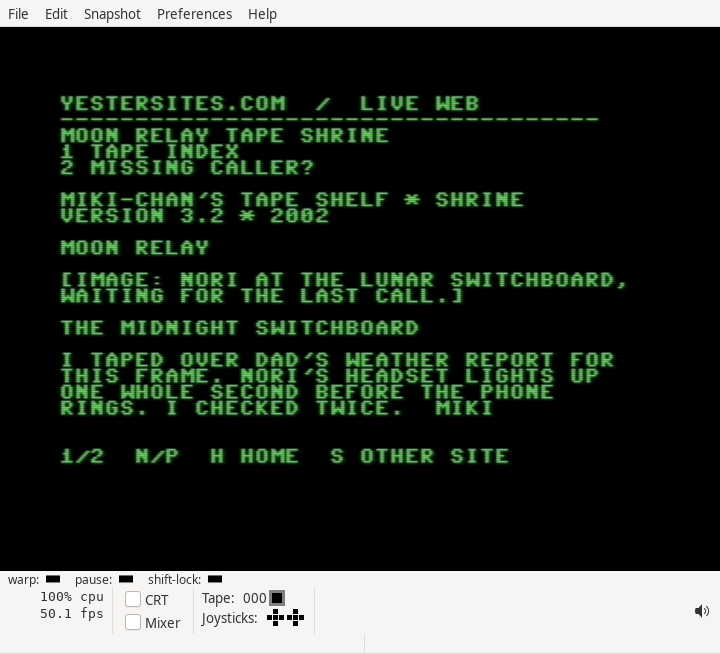 File Edit Snapshot Preferences Help
YESTERSITES.COM / LIVE WEB
------------------------------------
MOON RELAY TAPE SHRINE
1 TAPE INDEX
2 MISSING CALLER?
MIKI-CHAN'S TAPE SHELF * SHRINE
VERSION 3.2 * 2002
MOON RELAY
[IMAGE: NORI AT THE LUNAR SWITCHBOARD,
WAITING FOR THE LAST CALL.]
THE MIDNIGHT SWITCHBOARD
I TAPED OVER DAD'S WEATHER REPORT FOR
THIS FRAME. NORI'S HEADSET LIGHTS UP
ONE WHOLE SECOND BEFORE THE PHONE
RINGS. I CHECKED TWICE. MIKI
1/2 N/P H HOME S OTHER SITE
warp: pause: shift-lock:
100% cpu
50.1 fps
CRT
Mixer
Tape: 000
Joysticks: